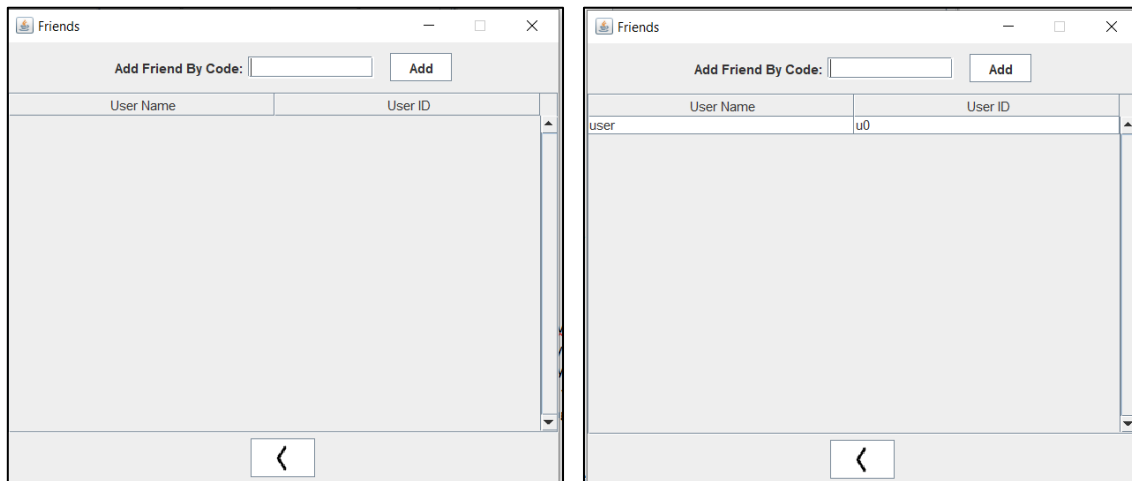 Friends
Add Friend By Code: Add
User Name User ID
Friends
Add Friend By Code: Add
User Name User ID
user u0